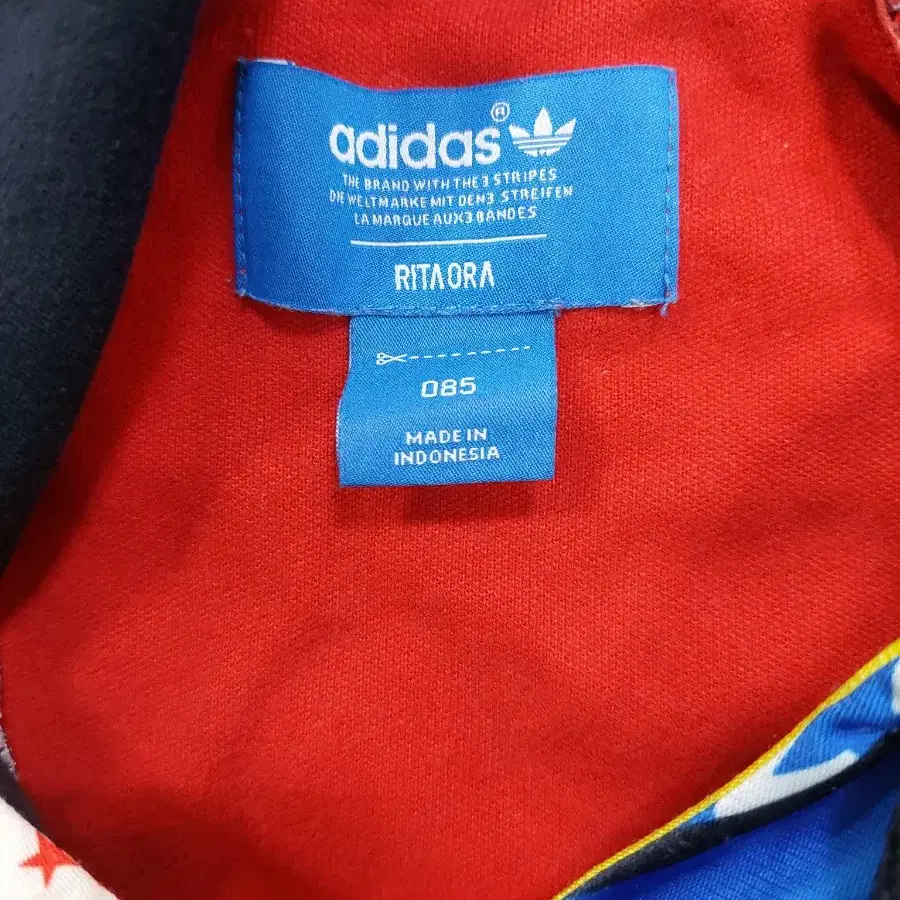 adidas®
THE BRAND WITH THE 3 STRIPES
DIE WELTMARKE MIT DEN 3 STREIFEN
LA MARQUE AUX 3 BANDES
RITA ORA
085
MADE IN
INDONESIA